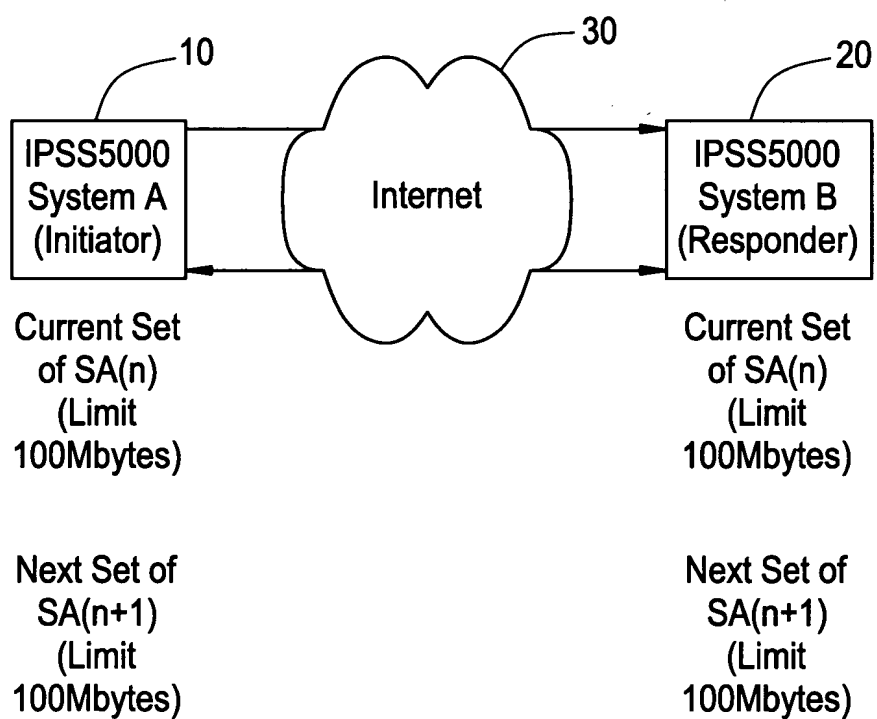 10
30
20
IPSS5000
System A
(Initiator)
Internet
IPSS5000
System B
(Responder)
Current Set
of SA(n)
(Limit
100Mbytes)
Current Set
of SA(n)
(Limit
100Mbytes)
Next Set of
SA(n+1)
(Limit
100Mbytes)
Next Set of
SA(n+1)
(Limit
100Mbytes)